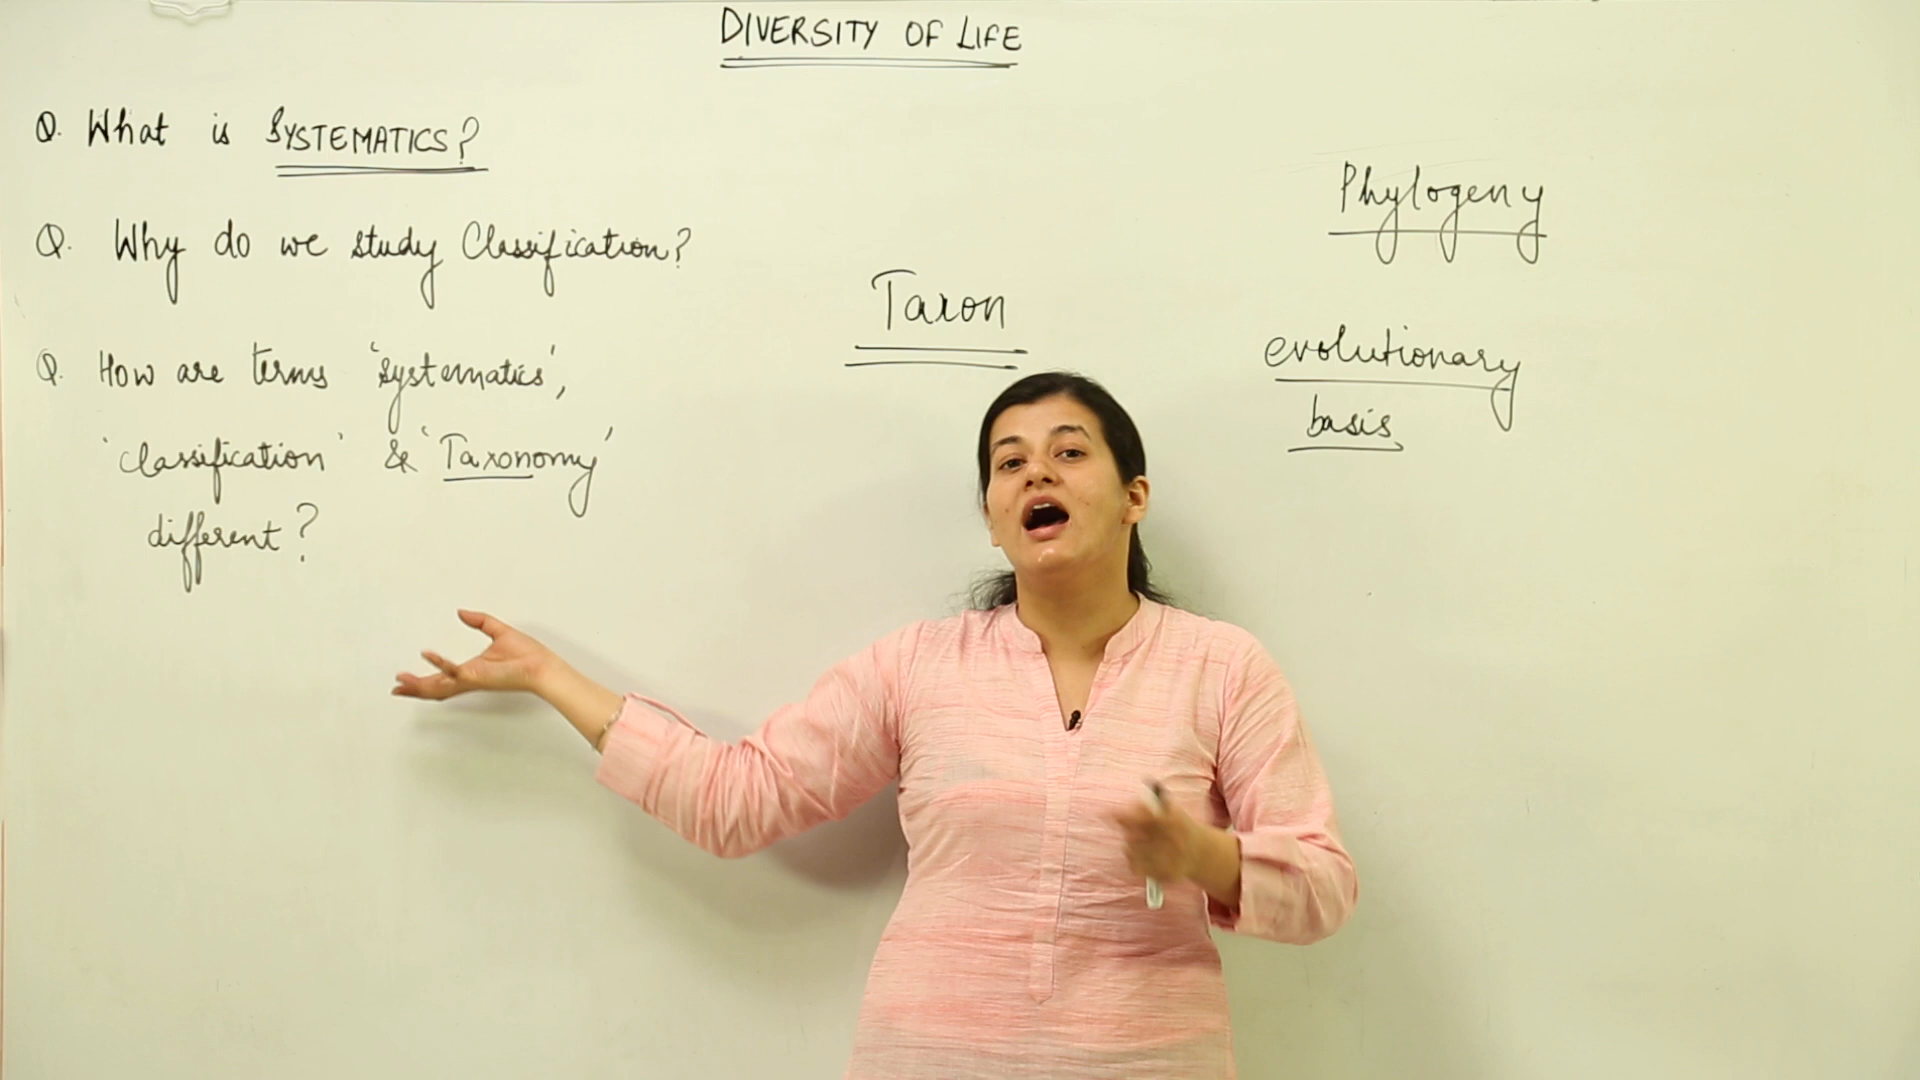 DIVERSITY OF LIFE
Q. What is SYSTEMATICS?
Q. Why do we study Classification?
Q. How are terms 'systematics',
'classification' & 'Taxonomy'
different?
Taxon
Phylogeny
evolutionary
basis